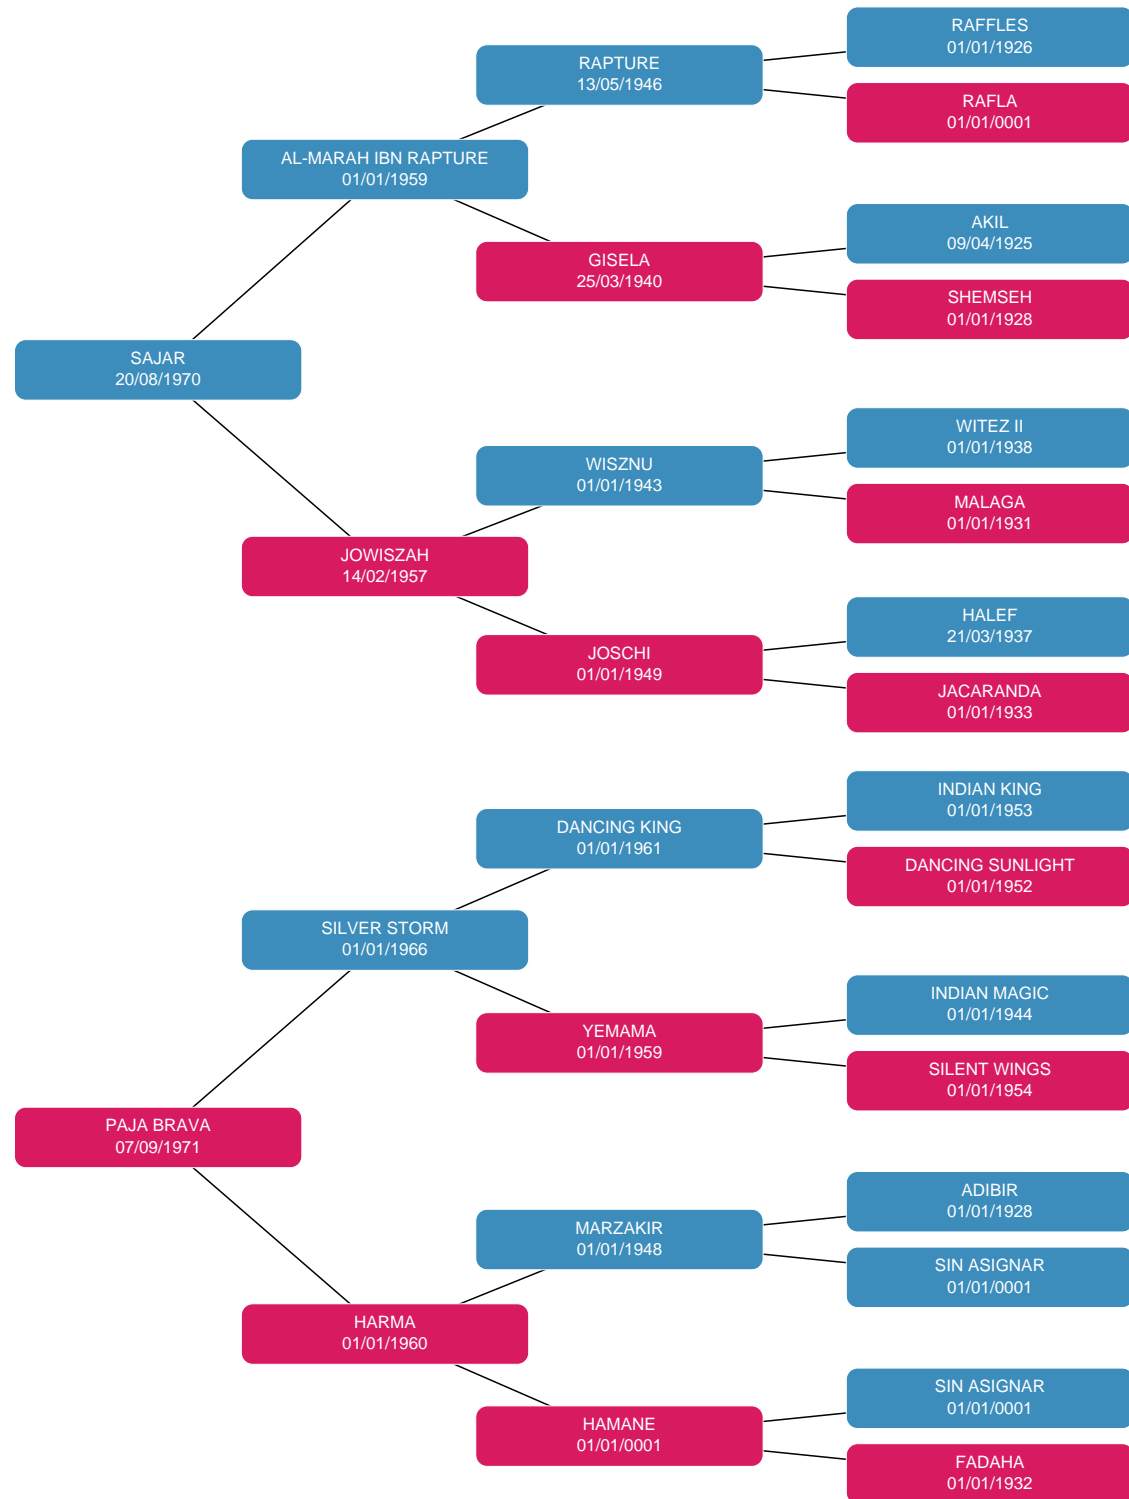 RAFFLES
01/01/1926
RAPTURE
13/05/1946
RAFLA
01/01/0001
AL-MARAH IBN RAPTURE
01/01/1959
AKIL
09/04/1925
GISELA
25/03/1940
SHEMSEH
01/01/1928
SAJAR
20/08/1970
WITEZ II
01/01/1938
WISZNU
01/01/1943
MALAGA
01/01/1931
JOWISZAH
14/02/1957
HALEF
21/03/1937
JOSCHI
01/01/1949
JACARANDA
01/01/1933
INDIAN KING
01/01/1953
DANCING KING
01/01/1961
DANCING SUNLIGHT
01/01/1952
SILVER STORM
01/01/1966
INDIAN MAGIC
01/01/1944
YEMAMA
01/01/1959
SILENT WINGS
01/01/1954
PAJA BRAVA
07/09/1971
ADIBIR
01/01/1928
MARZAKIR
01/01/1948
SIN ASIGNAR
01/01/0001
HARMA
01/01/1960
SIN ASIGNAR
01/01/0001
HAMANE
01/01/0001
FADAHA
01/01/1932